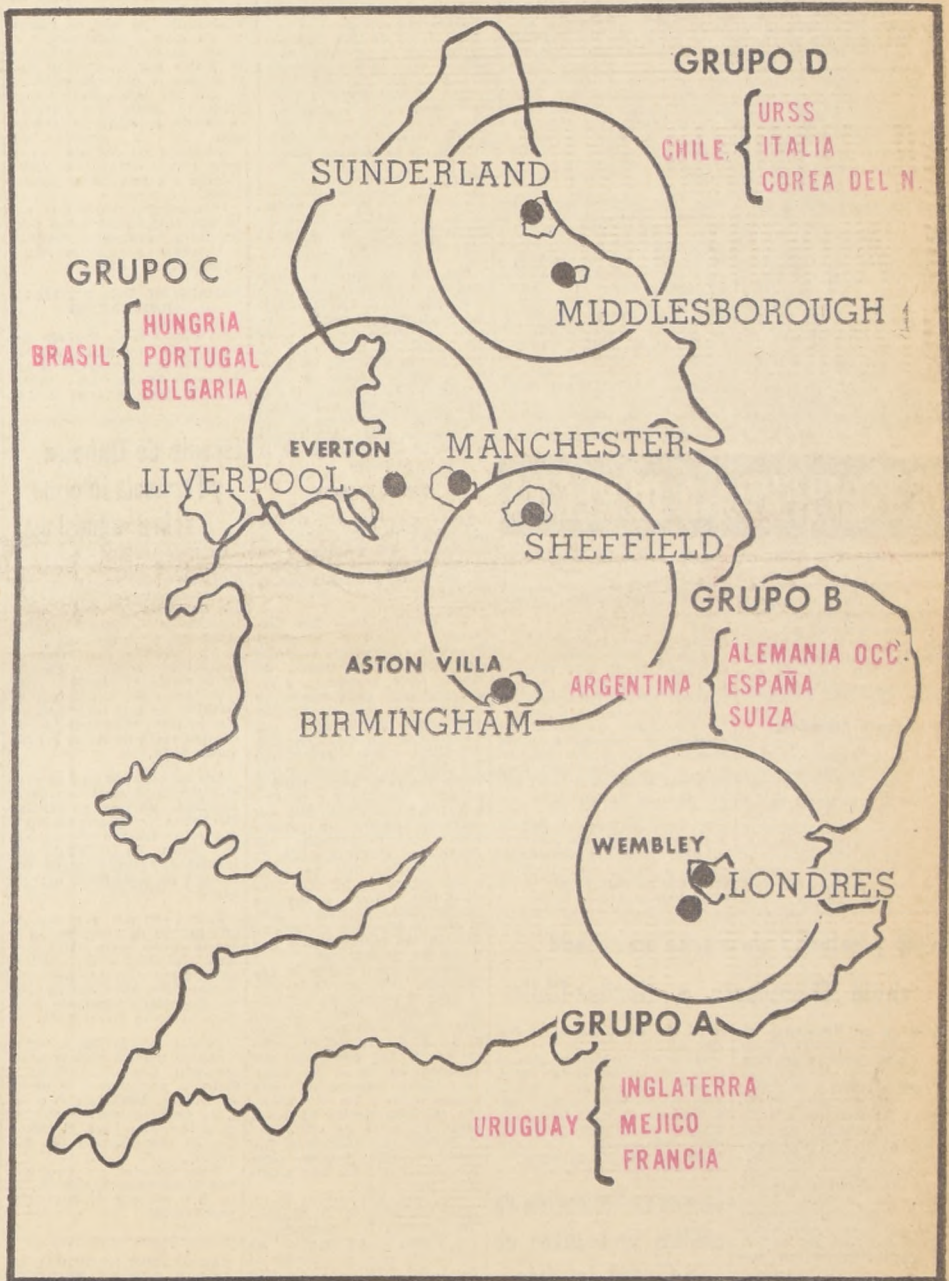 GRUPO D
URSS
CHILE ITALIA
COREA DEL N.
SUNDERLAND
MIDDLESBOROUGH
GRUPO C
HUNGRIA
BRASIL PORTUGAL
BULGARIA
EVERTON
MANCHESTER
LIVERPOOL
SHEFFIELD
GRUPO B
ALEMANIA OCC.
ARGENTINA ESPAÑA
SUIZA
ASTON VILLA
BIRMINGHAM
WEMBLEY
LONDRES
GRUPO A
INGLATERRA
URUGUAY MEJICO
FRANCIA